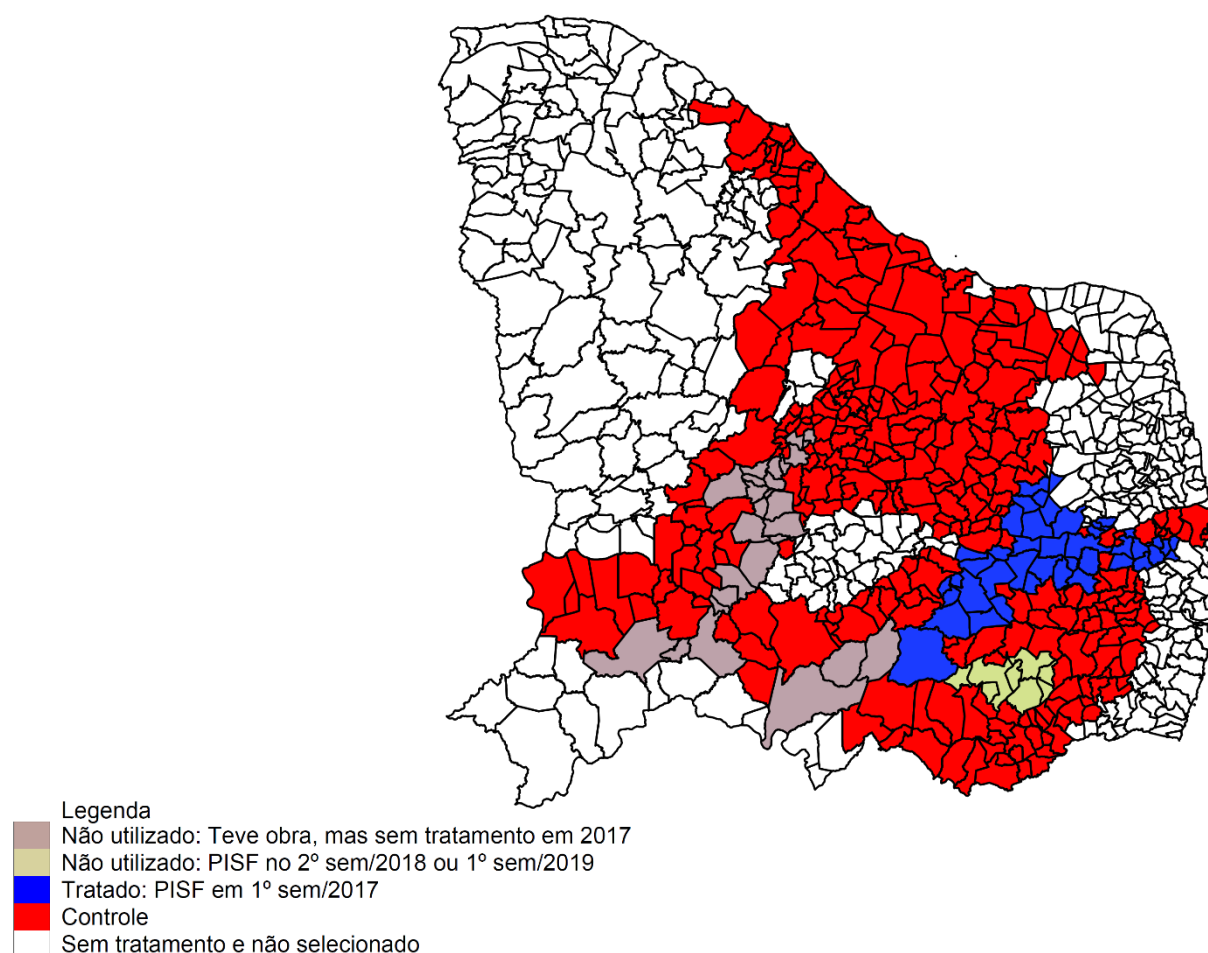 Legenda
Não utilizado: Teve obra, mas sem tratamento em 2017
Não utilizado: PISF no 2º sem/2018 ou 1º sem/2019
Tratado: PISF em 1º sem/2017
Controle
Sem tratamento e não selecionado